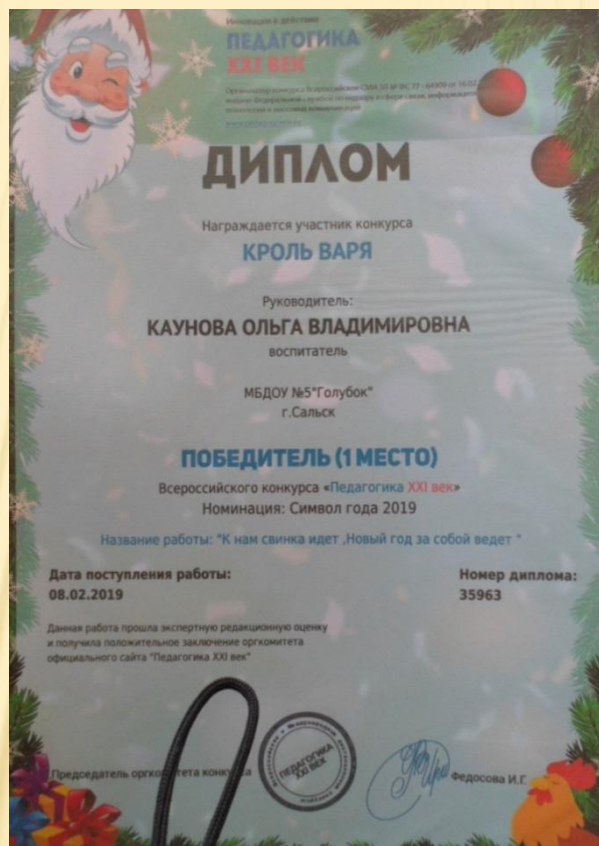 Инновации в действии
ПЕДАГОГИКА
XXI ВЕК
ДИПЛОМ
Награждается участник конкурса
КРОЛЬ ВАРЯ
Руководитель:
КАУНОВА ОЛЬГА ВЛАДИМИРОВНА
воспитатель
МБДОУ №5"Голубок"
г.Сальск
ПОБЕДИТЕЛЬ (1 МЕСТО)
Всероссийского конкурса «Педагогика XXI век»
Номинация: Символ года 2019
Название работы: "К нам свинка идет ,Новый год за собой ведет "
Дата поступления работы:
08.02.2019
Номер диплома:
35963
Данная работа прошла экспертную редакционную оценку
и получила положительное заключение оргкомитета
официального сайта "Педагогика XXI век"
Председатель
ПЕДАГОГИКА
XXI ВЕК
Федосова И.Г.